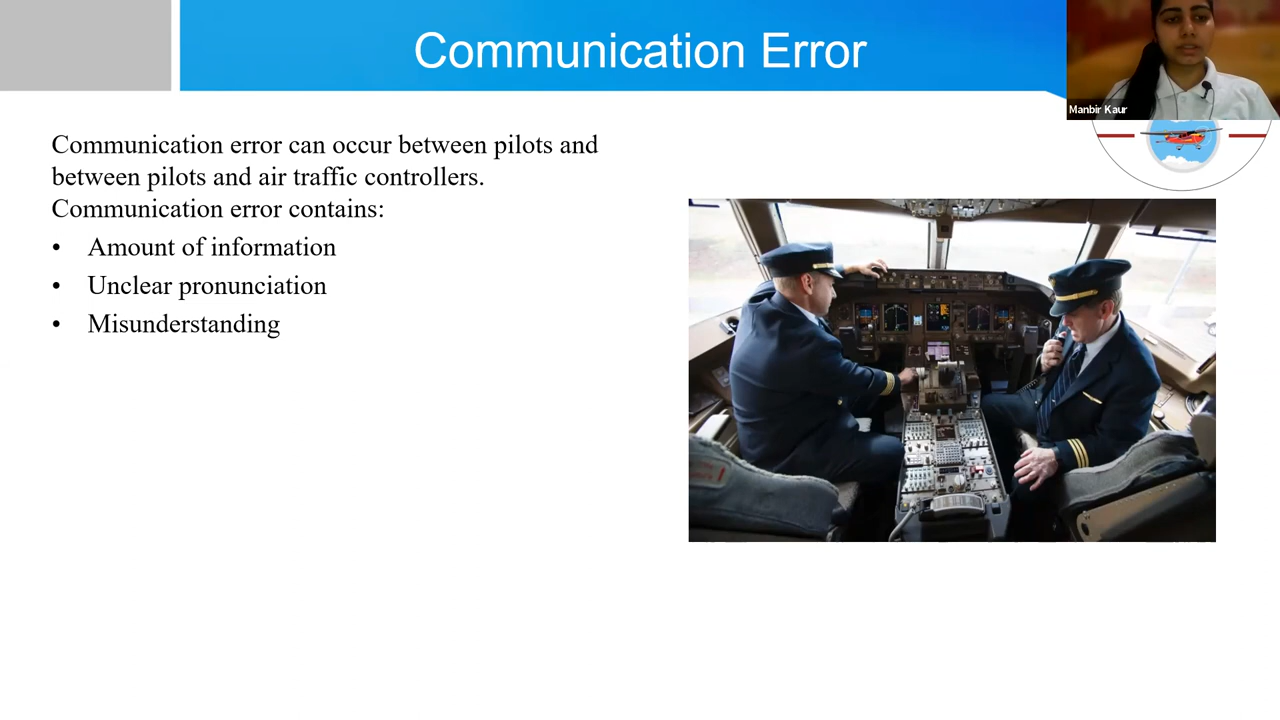 Communication Error
Manbir Kaur
Communication error can occur between pilots and
between pilots and air traffic controllers.
Communication error contains:
• Amount of information
• Unclear pronunciation
• Misunderstanding